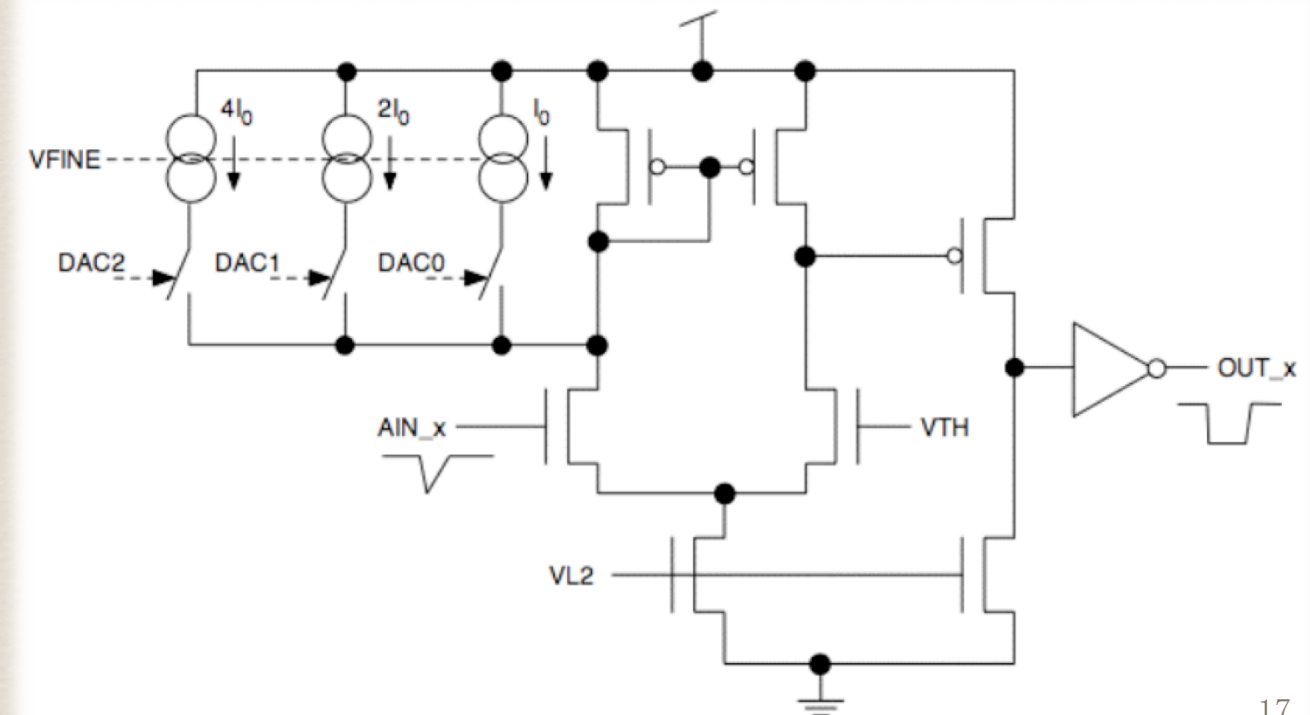 4I₀
2I₀
I₀
VFINE
DAC2
DAC1
DAC0
OUT_x
AIN_x
VTH
VL2
17